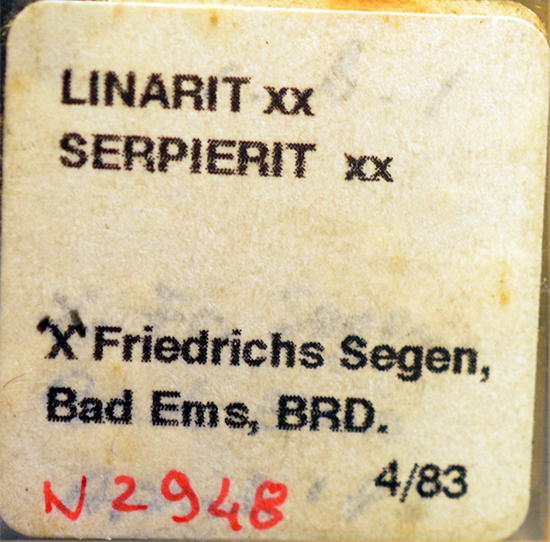 LINARIT xx
SERPIERIT xx
⚒ Friedrichs Segen,
Bad Ems, BRD.
4/83
N 2948